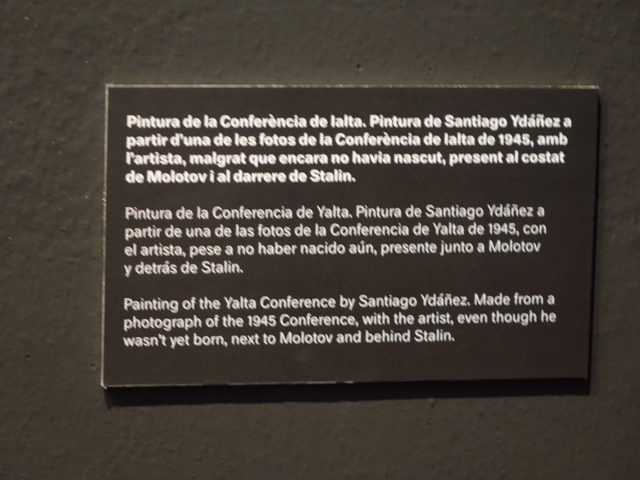 Pintura de la Conferència de Ialta. Pintura de Santiago Ydáñez a
partir d'una de les fotos de la Conferència de Ialta de 1945, amb
l'artista, malgrat que encara no havia nascut, present al costat
de Molotov i al darrere de Stalin.
Pintura de la Conferencia de Yalta. Pintura de Santiago Ydáñez a
partir de una de las fotos de la Conferencia de Yalta de 1945, con
el artista, pese a no haber nacido aún, presente junto a Molotov
y detrás de Stalin.
Painting of the Yalta Conference by Santiago Ydáñez. Made from a
photograph of the 1945 Conference, with the artist, even though he
wasn't yet born, next to Molotov and behind Stalin.